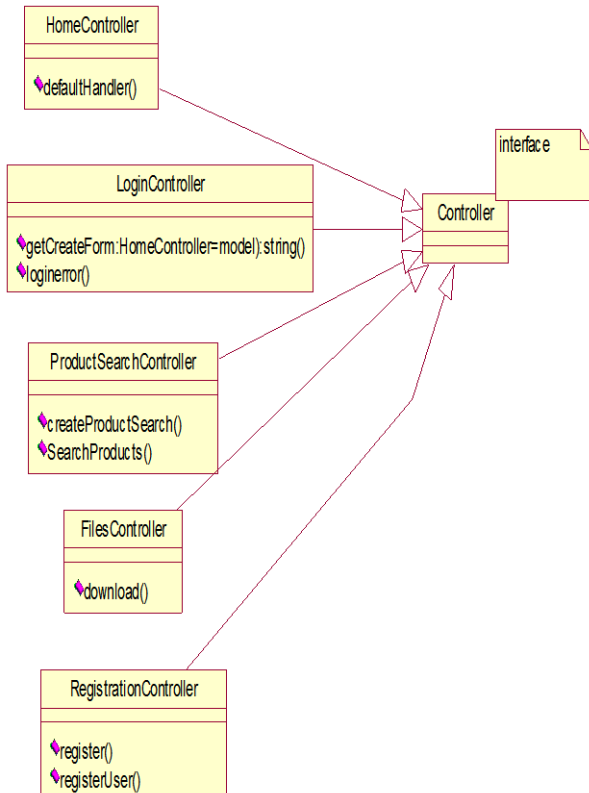 HomeController
defaultHandler()
interface
LoginController
getCreateForm:HomeController=model):string()
loginerror()
Controller
ProductSearchController
createProductSearch()
SearchProducts()
FilesController
download()
RegistrationController
register()
registerUser()